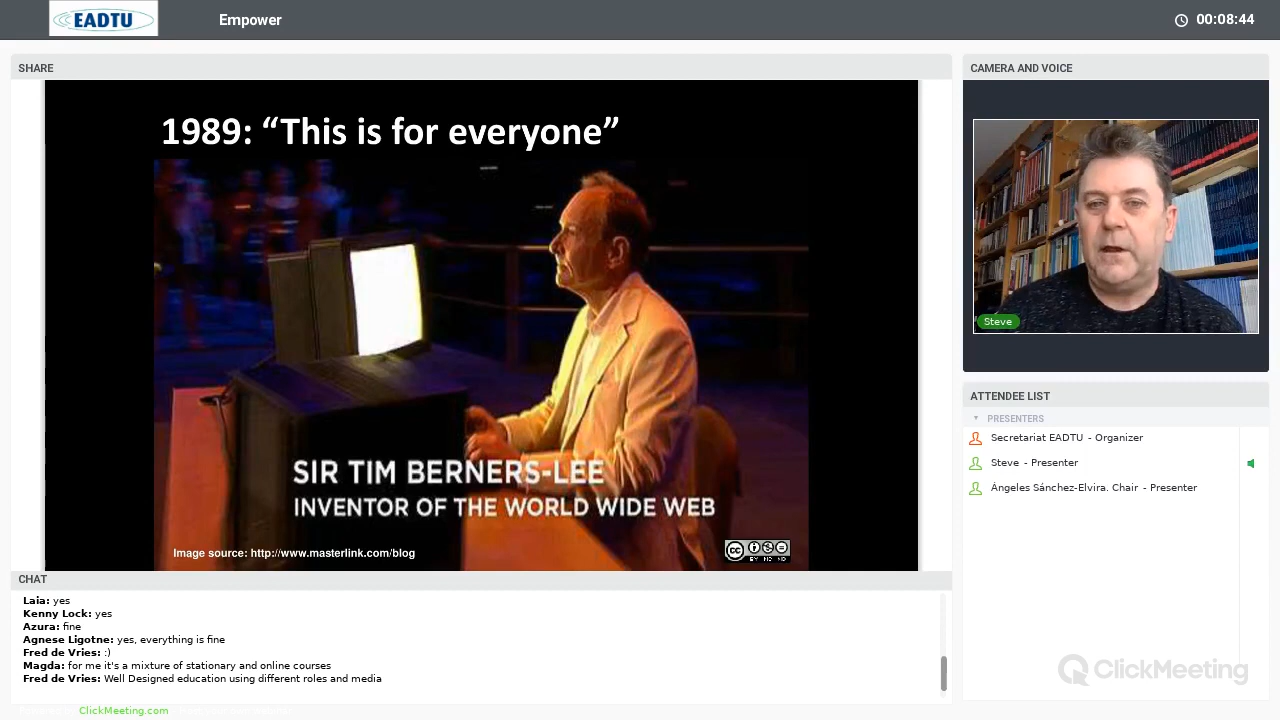 EADTU
Empower
00:08:44
SHARE
1989: “This is for everyone”
SIR TIM BERNERS-LEE
INVENTOR OF THE WORLD WIDE WEB
Image source: http://www.masterlink.com/blog
cc
BY NC ND
CHAT
Laia: yes
Kenny Lock: yes
Azura: fine
Agnese Ligotne: yes, everything is fine
Fred de Vries: :)
Magda: for me it's a mixture of stationary and online courses
Fred de Vries: Well Designed education using different roles and media
ClickMeeting.com
CAMERA AND VOICE
Steve
ATTENDEE LIST
PRESENTERS
Secretariat EADTU - Organizer
Steve - Presenter
Ángeles Sánchez-Elvira. Chair - Presenter
ClickMeeting